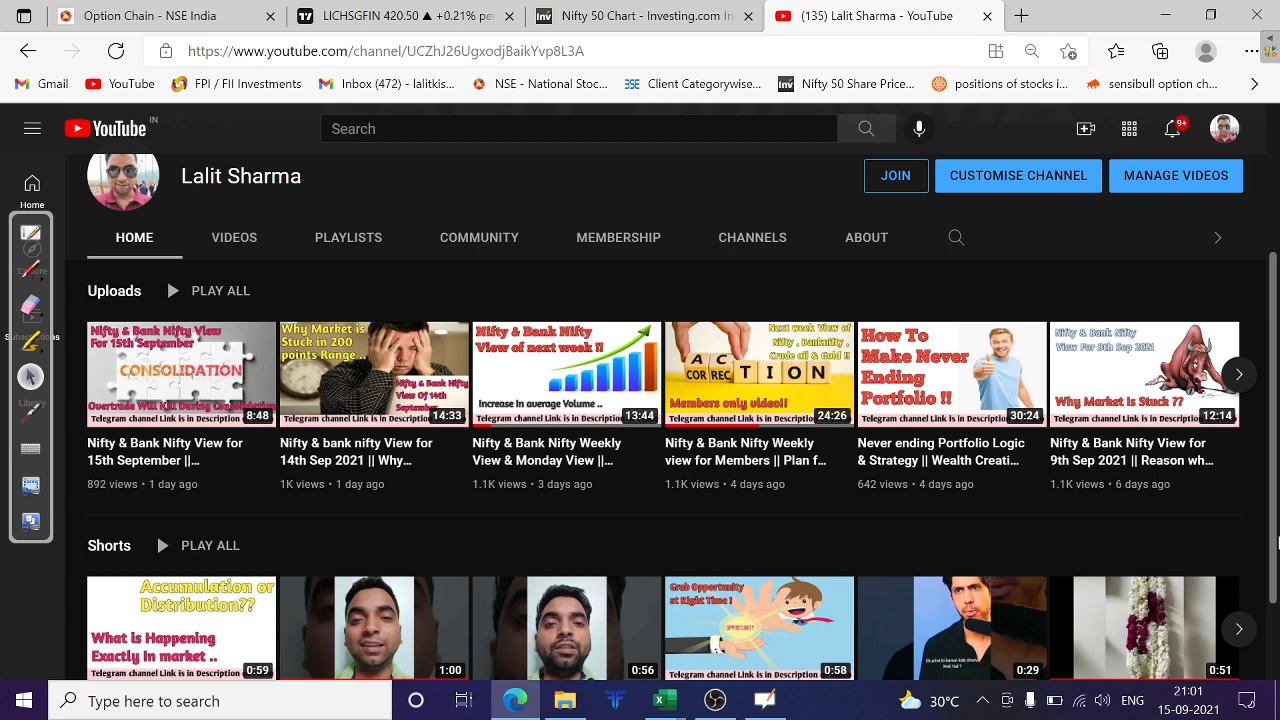 LICHSGFIN 420.60 +2.31% U
(135) Lalit Sharma - YouTube
https://www.youtube.com/channel/UCZhJ26UgxodjBaikYvp8L3A
Gmail
YouTube
FPI / FII Investments
Inbox (472) - lalitkis...
NSE - National Stoc...
BSE
Client Categorywise...
Inv
Nifty 50 Share Price...
positions of stocks i...
sensibull option ch...
YouTube IN
Search
9+
Lalit Sharma
JOIN
CUSTOMISE CHANNEL
MANAGE VIDEOS
Home
Explore
Subscriptions
Library
HOME
VIDEOS
PLAYLISTS
COMMUNITY
MEMBERSHIP
CHANNELS
ABOUT
Uploads
PLAY ALL
Nifty & Bank Nifty View
For 15th September
CONSOLIDATION
Overtrade Will Kill During Consolidation
Telegram channel Link is in Description
8:48
Why Market is
Stuck in 200
points Range ..
Nifty & Bank Nifty
View Of 14th
September
Telegram channel Link is in Description
14:33
Nifty & Bank Nifty
View of next week !!
Increase in average Volume ..
Telegram channel Link is in Description
13:44
Next week View of
Nifty , Banknifty ,
Crude oil & Gold !!
AC
CORRECTION
Members only video!!
Telegram channel Link is in Description
24:26
How To
Make Never
Ending
Portfolio !!
Telegram channel Link is in Description
30:24
Nifty & Bank Nifty
View For 9th Sep 2021
Why Market Is Stuck ??
Telegram channel Link is in Description
12:14
Nifty & Bank Nifty View for
15th September ||...
892 views • 1 day ago
Nifty & bank nifty View for
14th Sep 2021 || Why...
1K views • 1 day ago
Nifty & Bank Nifty Weekly
View & Monday View ||...
1.1K views • 3 days ago
Nifty & Bank Nifty Weekly
view for Members || Plan f...
1.1K views • 4 days ago
Never ending Portfolio Logic
& Strategy || Wealth Creati...
642 views • 4 days ago
Nifty & Bank Nifty View for
9th Sep 2021 || Reason wh...
1.1K views • 6 days ago
Shorts
PLAY ALL
Accumulation or
Distribution??
What is Happening
Exactly in market ..
Telegram channel Link is in Description
0:59
1:00
0:56
Grab Opportunity
at Right Time !
OPPORTUNITY
Telegram channel Link is in Description
0:58
0:29
0:51
Type here to search
30°C
ENG
21:01
15-09-2021